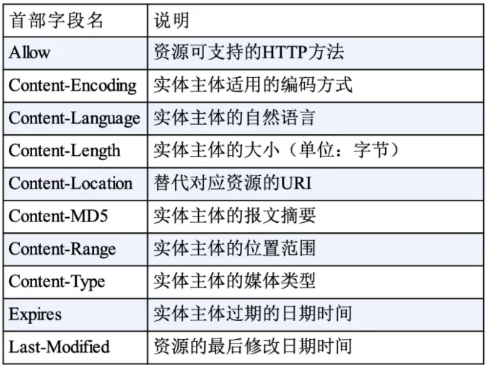 首部字段名 说明
Allow 资源可支持的HTTP方法
Content-Encoding 实体主体适用的编码方式
Content-Language 实体主体的自然语言
Content-Length 实体主体的大小（单位：字节）
Content-Location 替代对应资源的URI
Content-MD5 实体主体的报文摘要
Content-Range 实体主体的位置范围
Content-Type 实体主体的媒体类型
Expires 实体主体过期的日期时间
Last-Modified 资源的最后修改日期时间